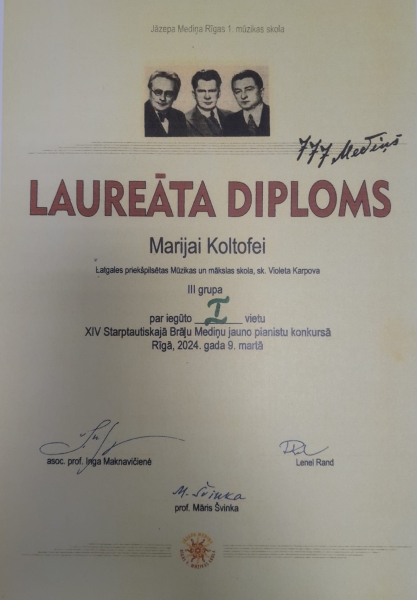 Jāzepa Mediņa Rīgas 1. mūzikas skola
777 Mediņš
LAUREĀTA DIPLOMS
Marijai Koltofei
Latgales priekšpilsētas Mūzikas un mākslas skola, sk. Violeta Karpova
III grupa
par iegūto I vietu
XIV Starptautiskajā Brāļu Mediņu jauno pianistu konkursā
Rīgā, 2024. gada 9. martā
asoc. prof. Inga Maknavičienė
Lenei Rand
M. Švinka
prof. Māris Švinka